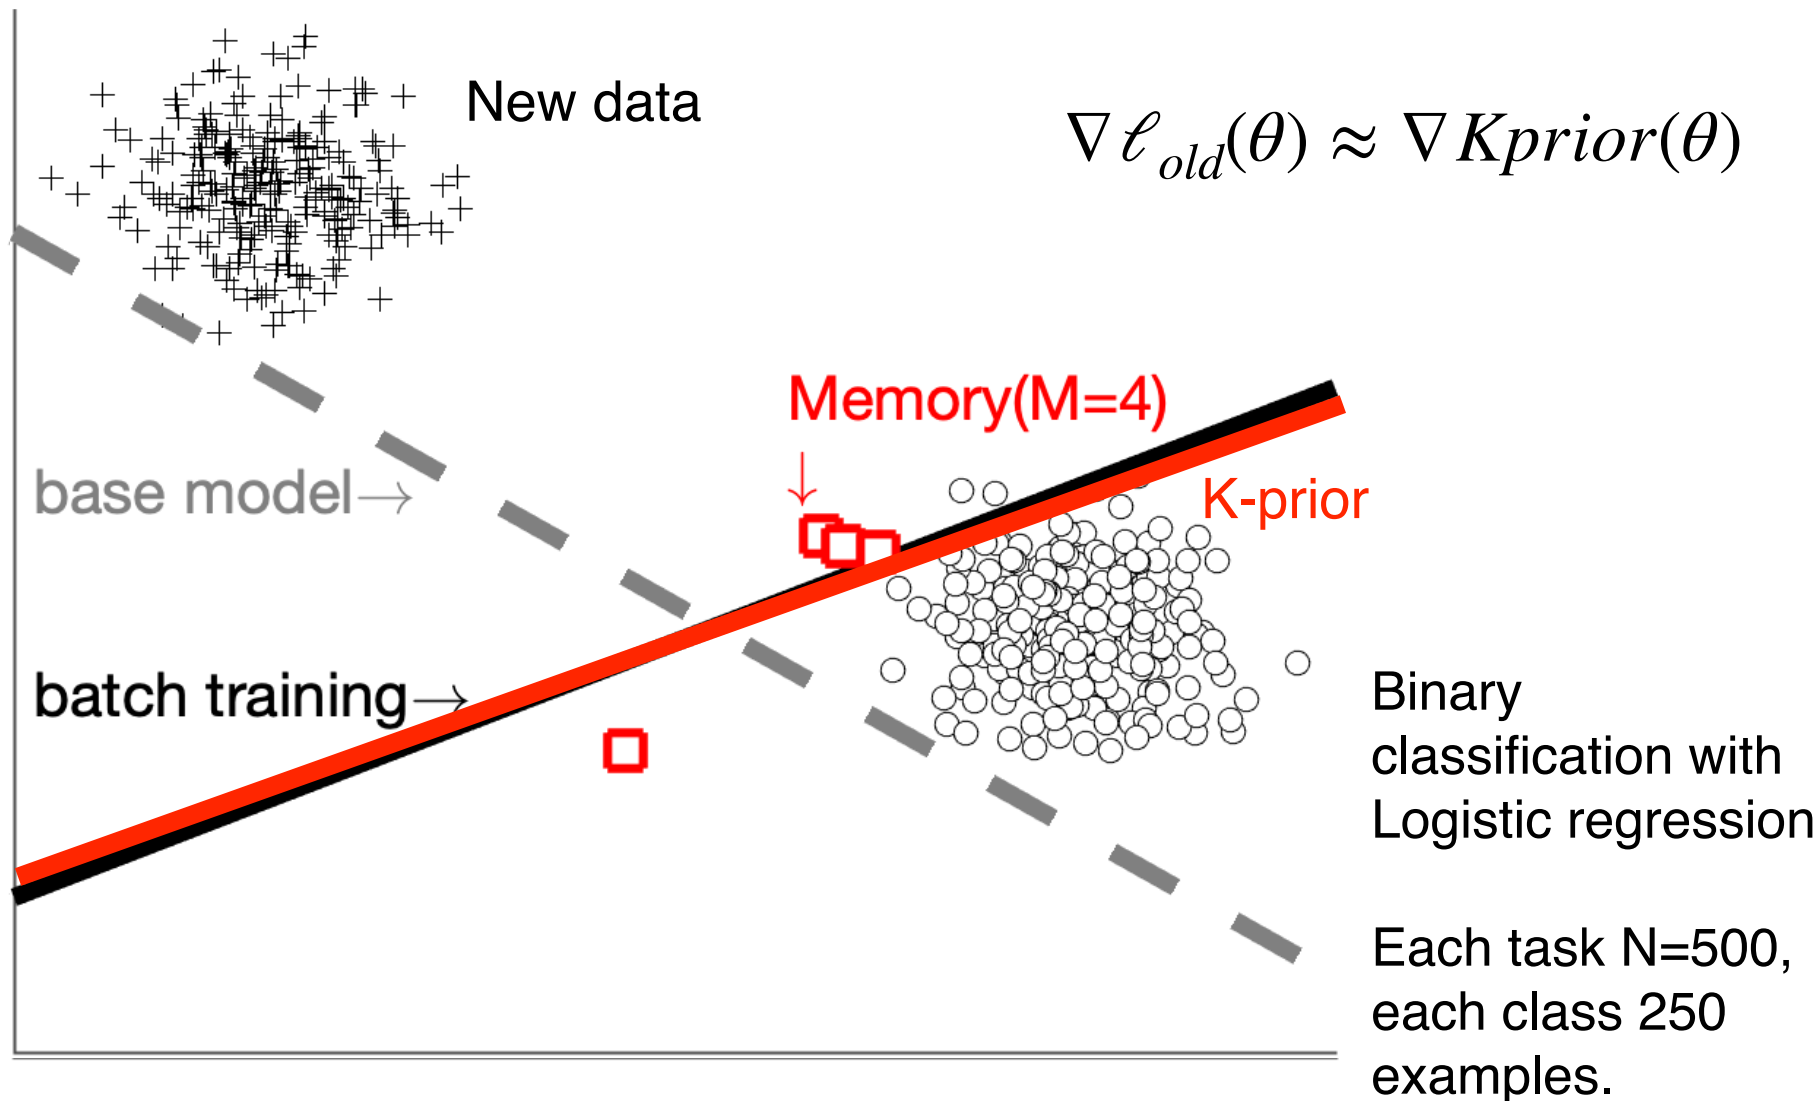 New data
∇ℓ_old(θ) ≈ ∇Kprior(θ)
Memory(M=4)
↓
base model→
K-prior
batch training→
Binary
classification with
Logistic regression
Each task N=500,
each class 250
examples.